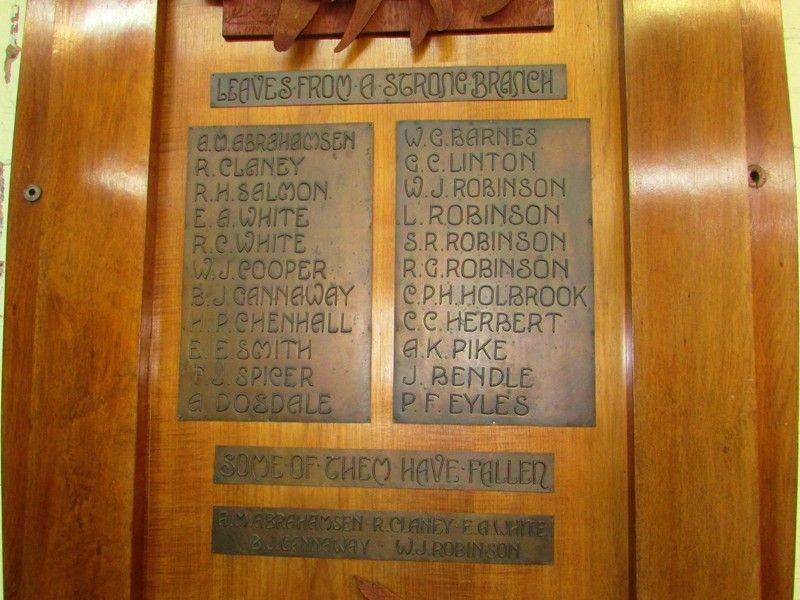 LEAVES·FROM·A·STRONG·BRANCH
A.M.ABRAHAMSEN
R.CLANEY
R.H.SALMON
E.A.WHITE
R.C.WHITE
W.J.COOPER
B.J.GANNAWAY
H.P.CHENHALL
E.E.SMITH
F.J.SPICER
A.DOSDALE
W.G.BARNES
G.C.LINTON
W.J.ROBINSON
L.ROBINSON
S.R.ROBINSON
R.G.ROBINSON
C.P.H.HOLBROOK
C.C.HERBERT
A.K.PIKE
J.BENDLE
P.F.EYLES
SOME·OF·THEM·HAVE·FALLEN
A.M.ABRAHAMSEN·R.CLANEY·E.A.WHITE
B.J.GANNAWAY·W.J.ROBINSON